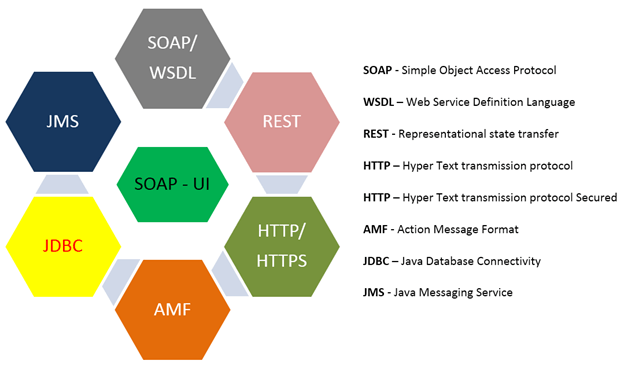 SOAP/
WSDL
JMS
REST
SOAP - UI
JDBC
HTTP/
HTTPS
AMF
SOAP - Simple Object Access Protocol
WSDL – Web Service Definition Language
REST - Representational state transfer
HTTP – Hyper Text transmission protocol
HTTP – Hyper Text transmission protocol Secured
AMF - Action Message Format
JDBC – Java Database Connectivity
JMS - Java Messaging Service